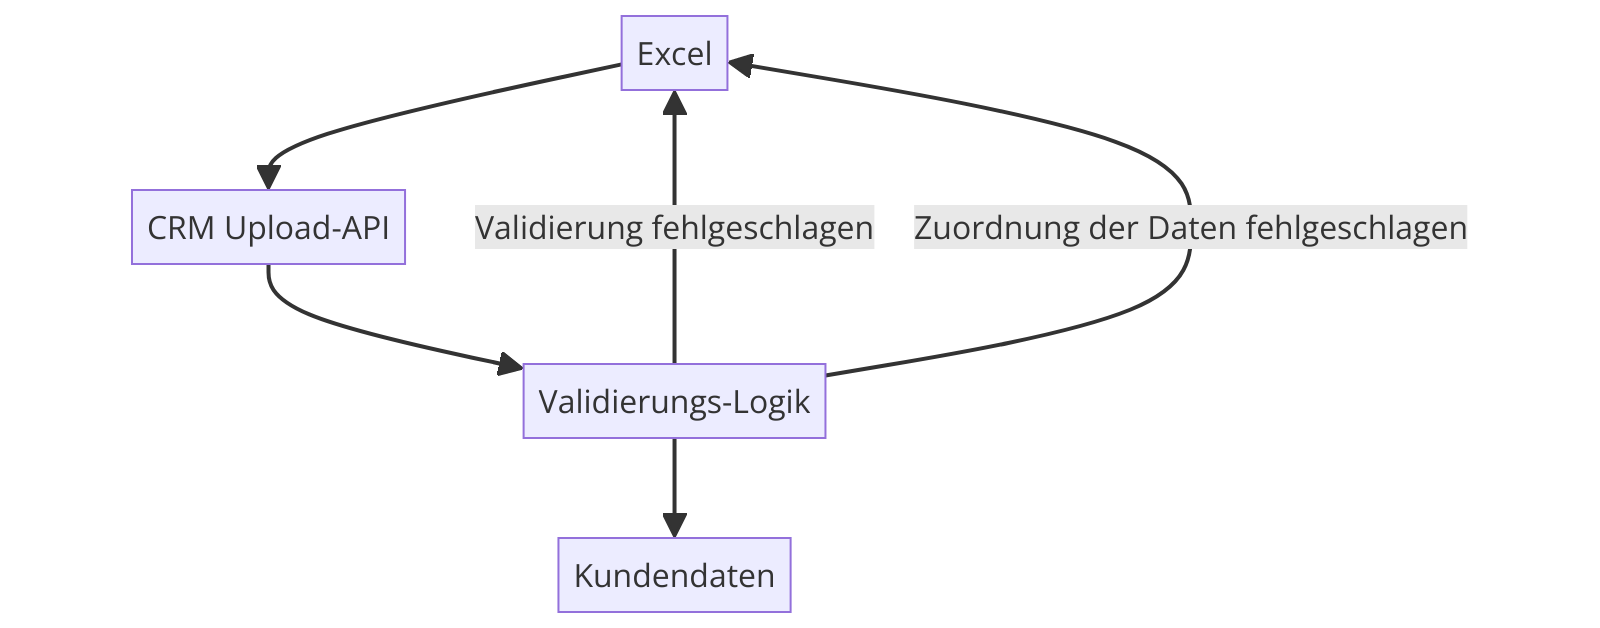 Excel
CRM Upload-API
Validierung fehlgeschlagen
Zuordnung der Daten fehlgeschlagen
Validierungs-Logik
Kundendaten